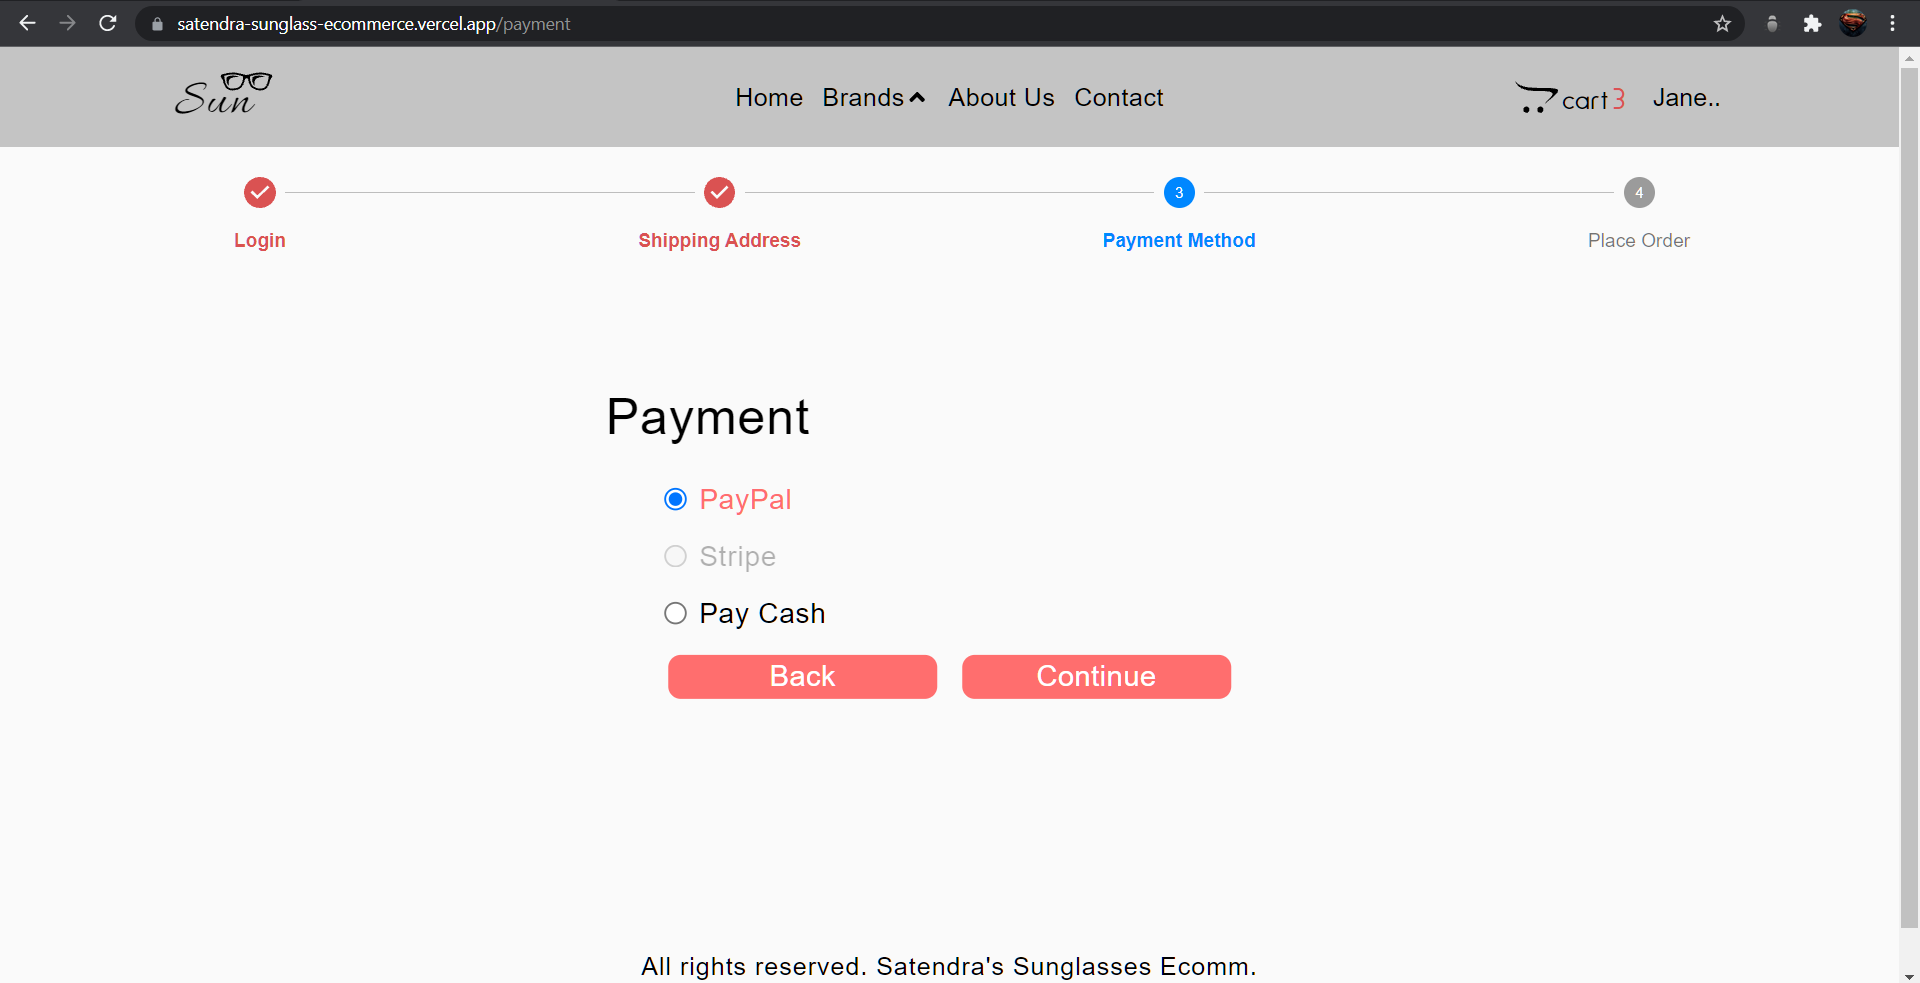 satendra-sunglass-ecommerce.vercel.app/payment
Sun
Home Brands About Us Contact
cart 3 Jane..
3 4
Login Shipping Address Payment Method Place Order
Payment
PayPal
Stripe
Pay Cash
Back Continue
All rights reserved. Satendra's Sunglasses Ecomm.